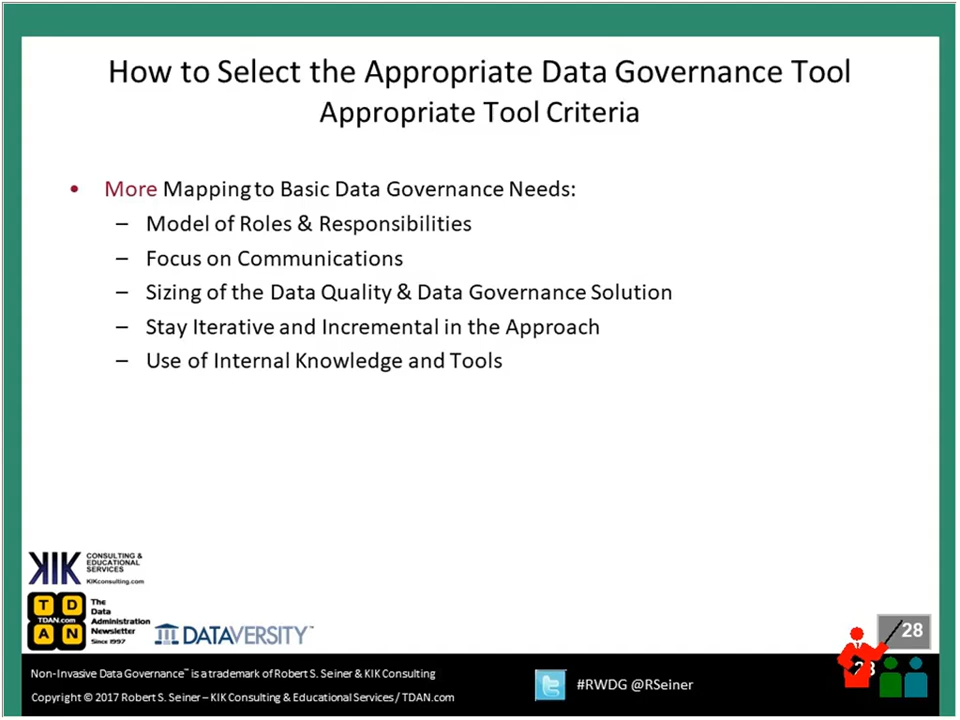 How to Select the Appropriate Data Governance Tool
Appropriate Tool Criteria
• More Mapping to Basic Data Governance Needs:
– Model of Roles & Responsibilities
– Focus on Communications
– Sizing of the Data Quality & Data Governance Solution
– Stay Iterative and Incremental in the Approach
– Use of Internal Knowledge and Tools
KIK
CONSULTING &
EDUCATIONAL
SERVICES
KIKconsulting.com
T D
TDAN.com
A N
The
Data
Administration
Newsletter
Since 1997
DATAVERSITY™
28
Non-Invasive Data Governance™ is a trademark of Robert S. Seiner & KIK Consulting
Copyright © 2017 Robert S. Seiner – KIK Consulting & Educational Services / TDAN.com
#RWDG @RSeiner